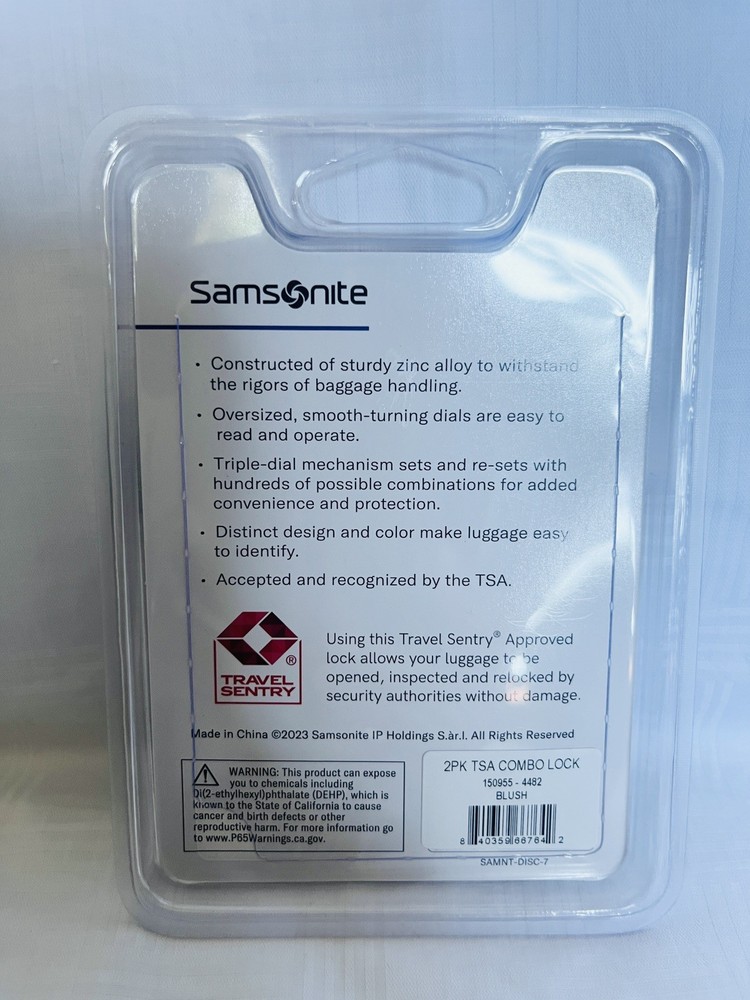 Samsonite
• Constructed of sturdy zinc alloy to withstand
the rigors of baggage handling.
• Oversized, smooth-turning dials are easy to
read and operate.
• Triple-dial mechanism sets and re-sets with
hundreds of possible combinations for added
convenience and protection.
• Distinct design and color make luggage easy
to identify.
• Accepted and recognized by the TSA.
®
TRAVEL
SENTRY
Using this Travel Sentry® Approved
lock allows your luggage to be
opened, inspected and relocked by
security authorities without damage.
Made in China ©2023 Samsonite IP Holdings S.àr.l. All Rights Reserved
WARNING: This product can expose
you to chemicals including
Di(2-ethylhexyl)phthalate (DEHP), which is
known to the State of California to cause
cancer and birth defects or other
reproductive harm. For more information go
to www.P65Warnings.ca.gov.
2PK TSA COMBO LOCK
150955 - 4482
BLUSH
8 40359 66764 2
SAMNT-DISC-7